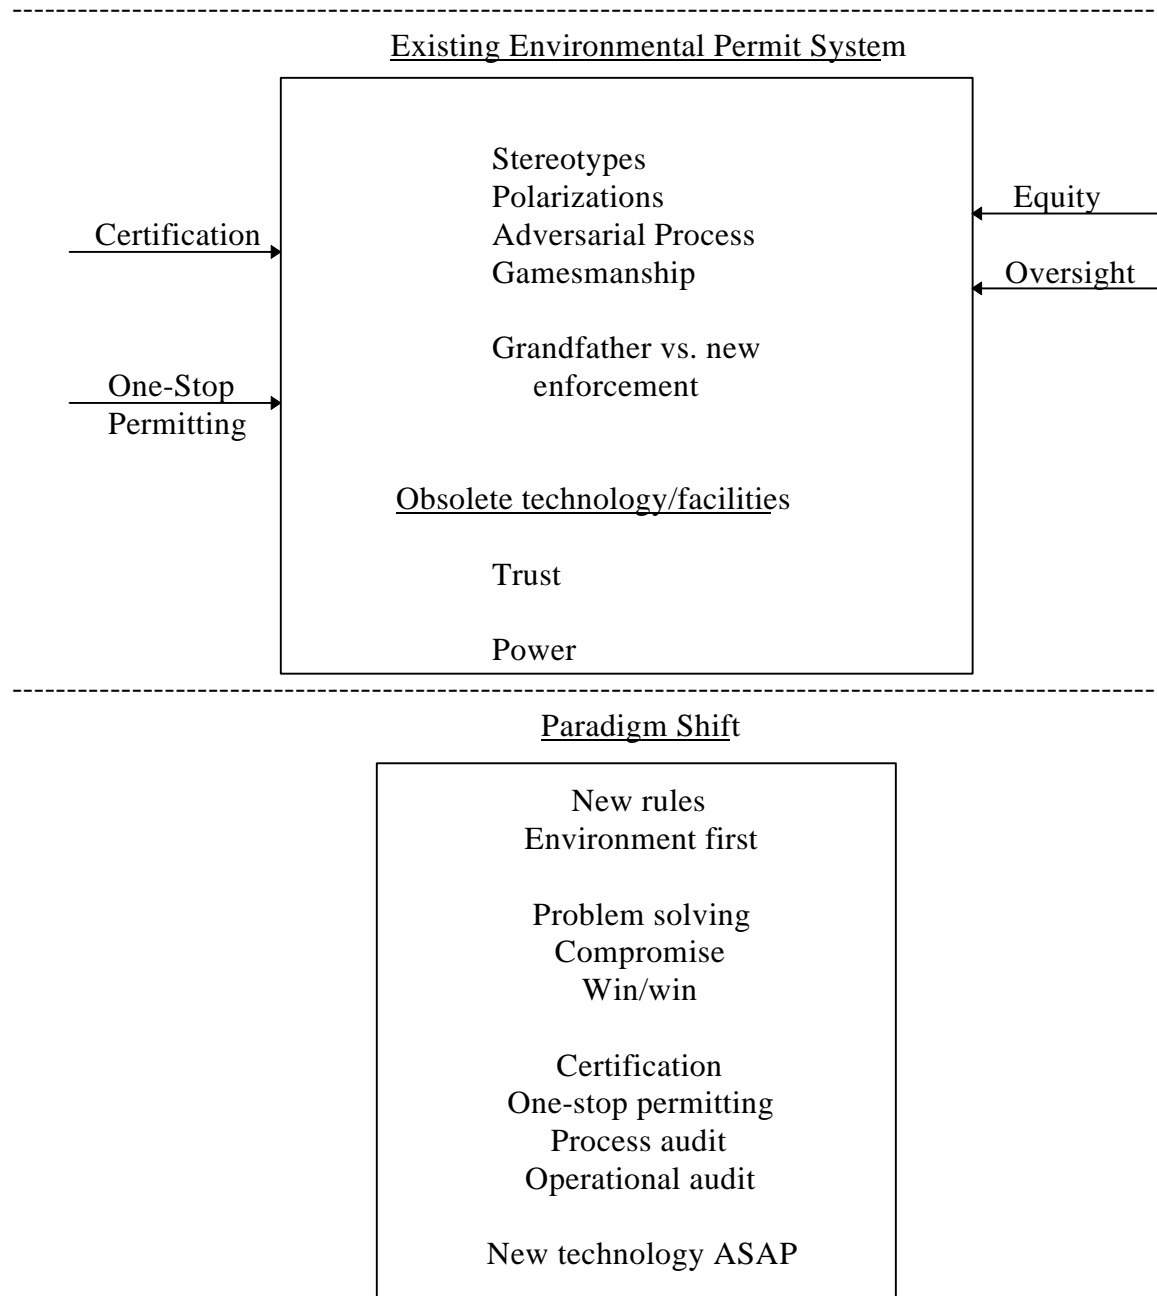 Existing Environmental Permit System
Stereotypes
Polarizations
Equity
Certification
Adversarial Process
Gamesmanship
Oversight
Grandfather vs. new
enforcement
One-Stop
Permitting
Obsolete technology/facilities
Trust
Power
Paradigm Shift
New rules
Environment first
Problem solving
Compromise
Win/win
Certification
One-stop permitting
Process audit
Operational audit
New technology ASAP